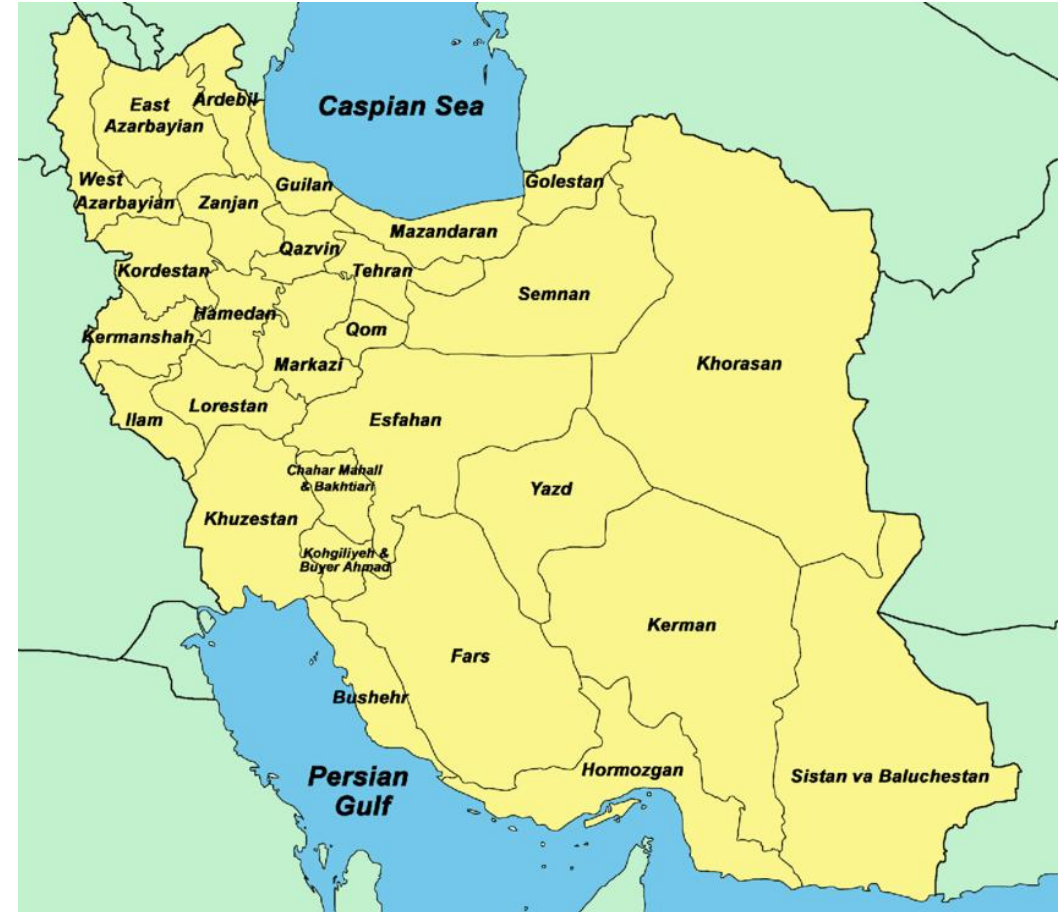 Caspian Sea
East
Azarbayian
Ardebil
West
Azarbayian
Zanjan
Guilan
Golestan
Mazandaran
Qazvin
Tehran
Kordestan
Semnan
Hamedan
Kermanshah
Qom
Markazi
Khorasan
Ilam
Lorestan
Esfahan
Chahar Mahall
& Bakhtiari
Yazd
Khuzestan
Kohgiliyeh &
Buyer Ahmad
Kerman
Fars
Bushehr
Persian
Gulf
Hormozgan
Sistan va Baluchestan